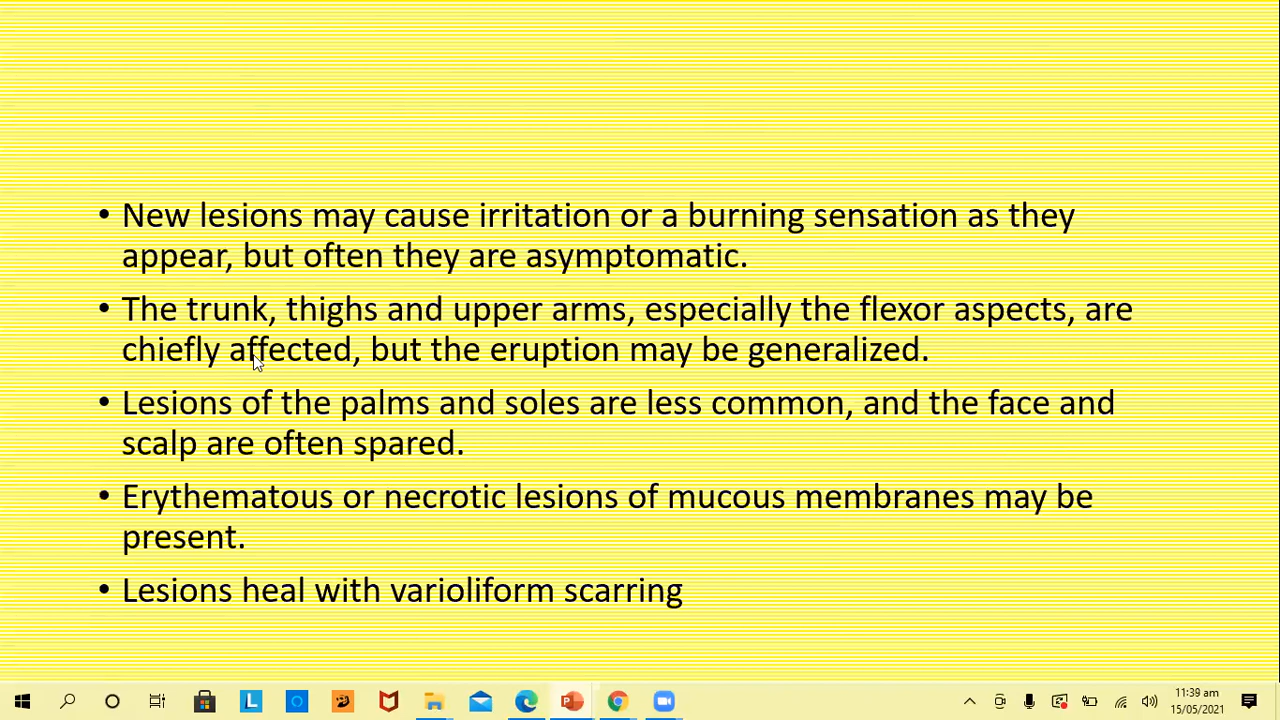 • New lesions may cause irritation or a burning sensation as they
appear, but often they are asymptomatic.
• The trunk, thighs and upper arms, especially the flexor aspects, are
chiefly affected, but the eruption may be generalized.
• Lesions of the palms and soles are less common, and the face and
scalp are often spared.
• Erythematous or necrotic lesions of mucous membranes may be
present.
• Lesions heal with varioliform scarring
L
11:39 am
15/05/2021